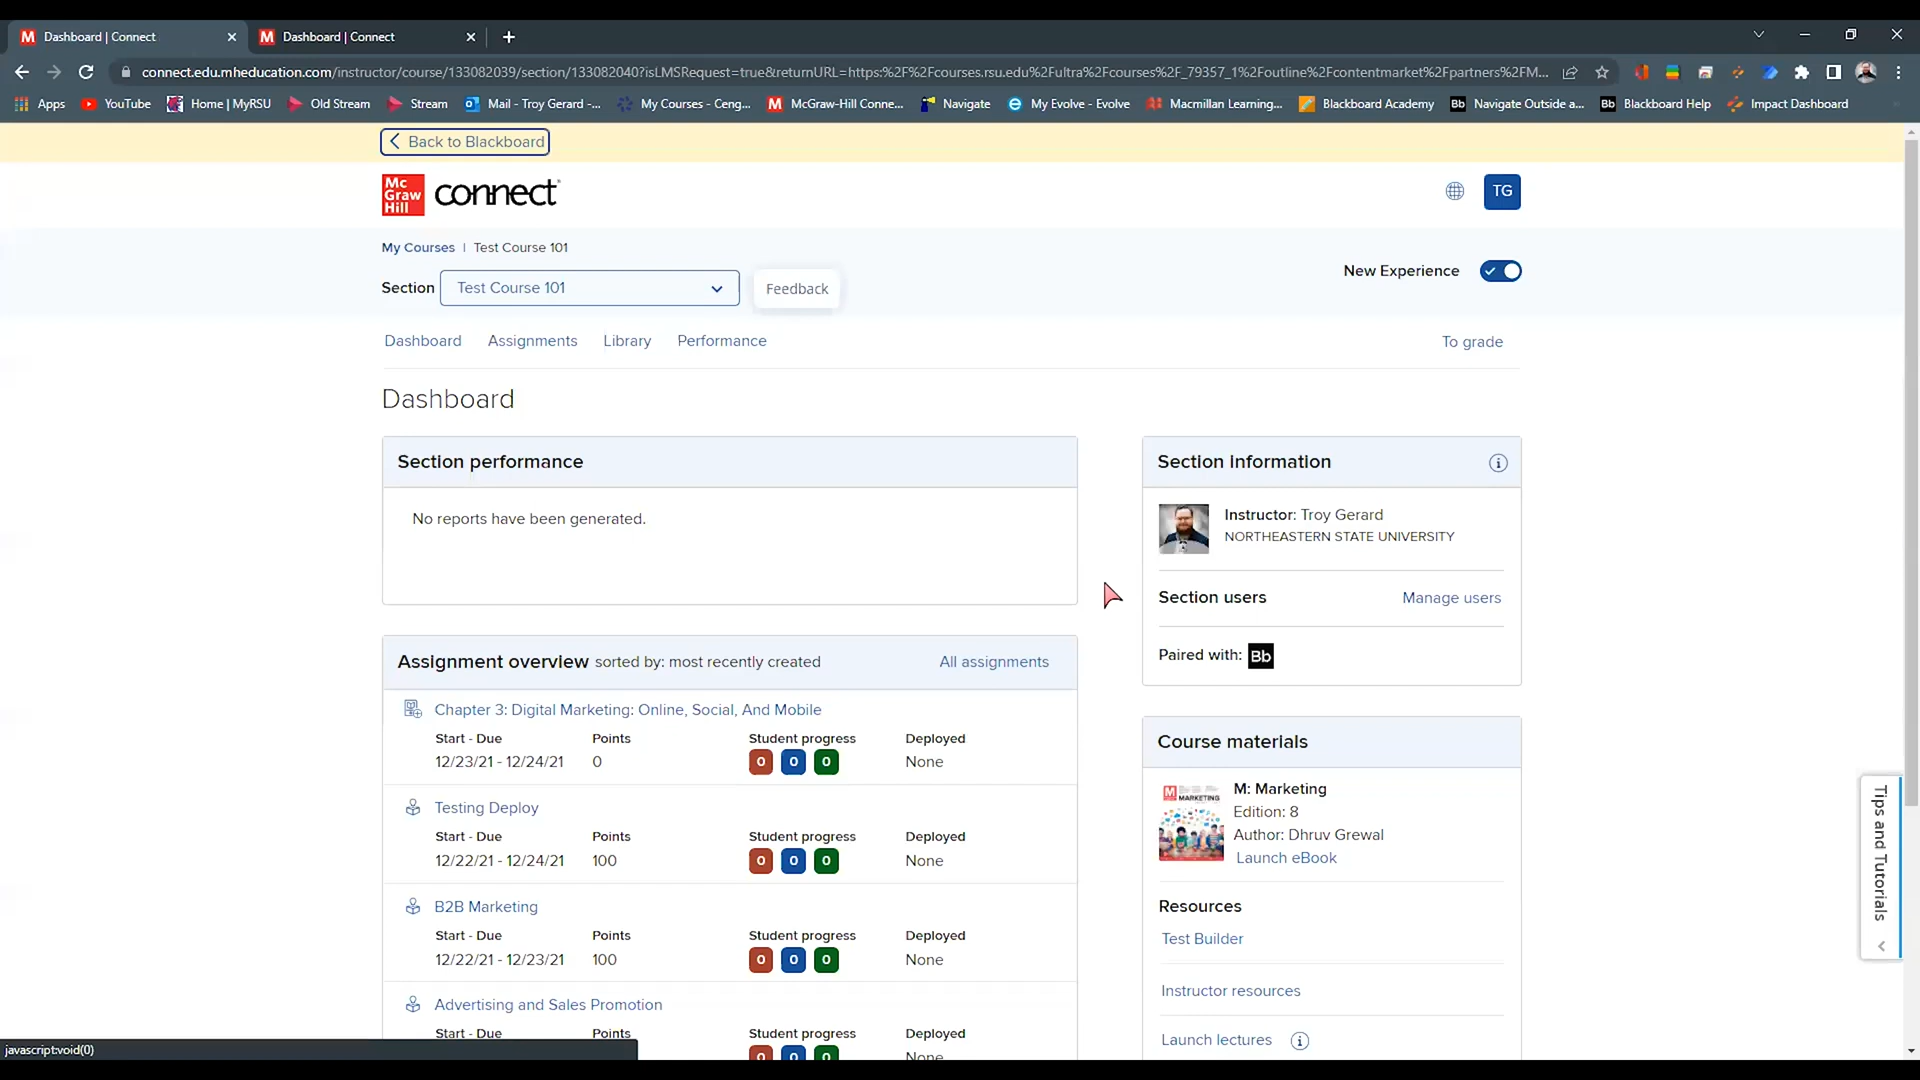 Dashboard | Connect
Dashboard | Connect
connect.edu.mheducation.com/instructor/course/133082039/section/133082040?isLMSRequest=true&returnURL=https:%2F%2Fcourses.rsu.edu%2Fultra%2Fcourses%2F_79357_1%2Foutline%2Fcontentmarket%2Fpartners%2FM...
Apps YouTube Home | MyRSU Old Stream Stream Mail - Troy Gerard -... My Courses - Ceng... McGraw-Hill Conne... Navigate My Evolve - Evolve Macmillan Learning... Blackboard Academy Bb Navigate Outside a... Bb Blackboard Help Impact Dashboard
Back to Blackboard
Mc Graw Hill connect
TG
My Courses | Test Course 101
New Experience
Section Test Course 101 Feedback
Dashboard Assignments Library Performance To grade
Dashboard
Section performance
No reports have been generated.
Assignment overview sorted by: most recently created All assignments
Chapter 3: Digital Marketing: Online, Social, And Mobile
Start - Due Points Student progress Deployed
12/23/21 - 12/24/21 0 0 0 0 None
Testing Deploy
Start - Due Points Student progress Deployed
12/22/21 - 12/24/21 100 0 0 0 None
B2B Marketing
Start - Due Points Student progress Deployed
12/22/21 - 12/23/21 100 0 0 0 None
Advertising and Sales Promotion
Start - Due Points Student progress Deployed
0 0 0 None
Section Information
Instructor: Troy Gerard
NORTHEASTERN STATE UNIVERSITY
Section users Manage users
Paired with: Bb
Course materials
M MARKETING
M: Marketing
Edition: 8
Author: Dhruv Grewal
Launch eBook
Resources
Test Builder
Instructor resources
Launch lectures
Tips and Tutorials
javascript:void(0)